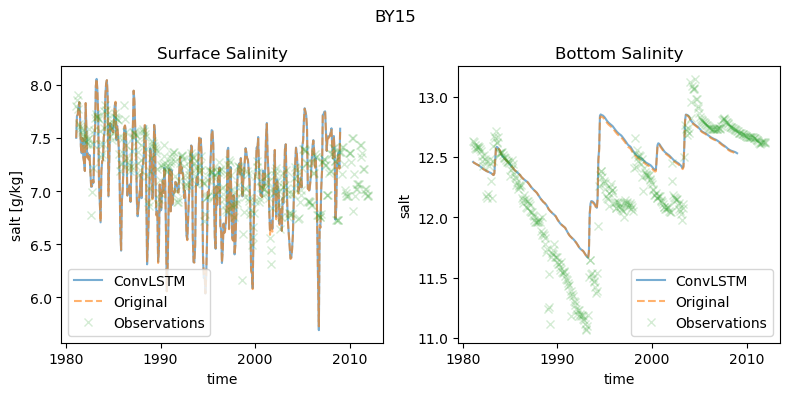 BY15
Surface Salinity
salt [g/kg]
8.0
7.5
7.0
6.5
6.0
1980
1990
2000
2010
time
ConvLSTM
Original
Observations
Bottom Salinity
salt
13.0
12.5
12.0
11.5
11.0
1980
1990
2000
2010
time
ConvLSTM
Original
Observations